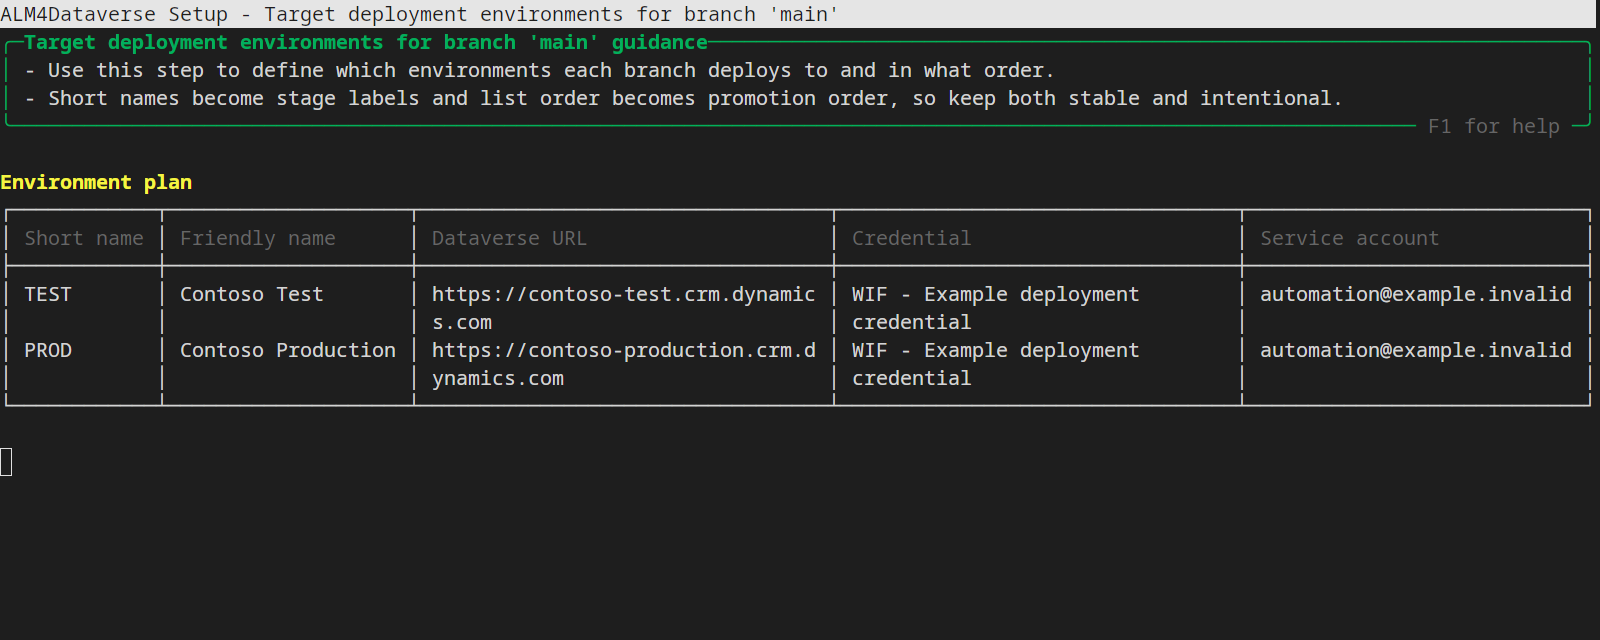 ALM4Dataverse Setup - Target deployment environments for branch 'main'
Target deployment environments for branch 'main' guidance
- Use this step to define which environments each branch deploys to and in what order.
- Short names become stage labels and list order becomes promotion order, so keep both stable and intentional.
F1 for help
Environment plan
Short name Friendly name Dataverse URL Credential Service account
TEST Contoso Test https://contoso-test.crm.dynamic WIF - Example deployment automation@example.invalid
s.com credential
PROD Contoso Production https://contoso-production.crm.d WIF - Example deployment automation@example.invalid
ynamics.com credential